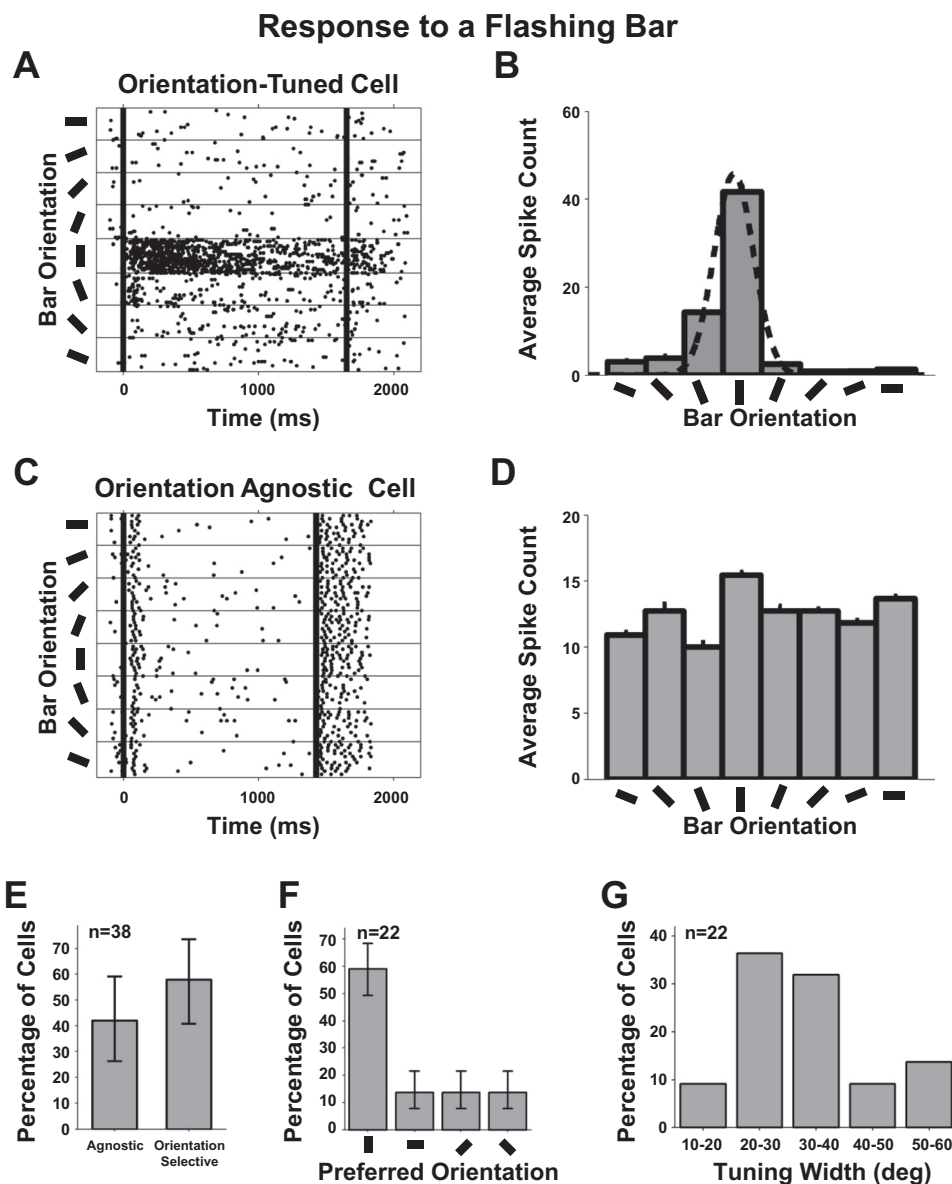 Response to a Flashing Bar
A
Orientation-Tuned Cell
Bar Orientation
0
1000
2000
Time (ms)
B
Average Spike Count
60
40
20
0
Bar Orientation
C
Orientation Agnostic Cell
Bar Orientation
0
1000
2000
Time (ms)
D
Average Spike Count
20
15
10
5
0
Bar Orientation
E
Percentage of Cells
n=38
70
60
50
40
30
20
10
0
Agnostic
Orientation
Selective
F
Percentage of Cells
n=22
70
60
50
40
30
20
10
0
Preferred Orientation
G
Percentage of Cells
n=22
40
30
20
10
0
10-20
20-30
30-40
40-50
50-60
Tuning Width (deg)